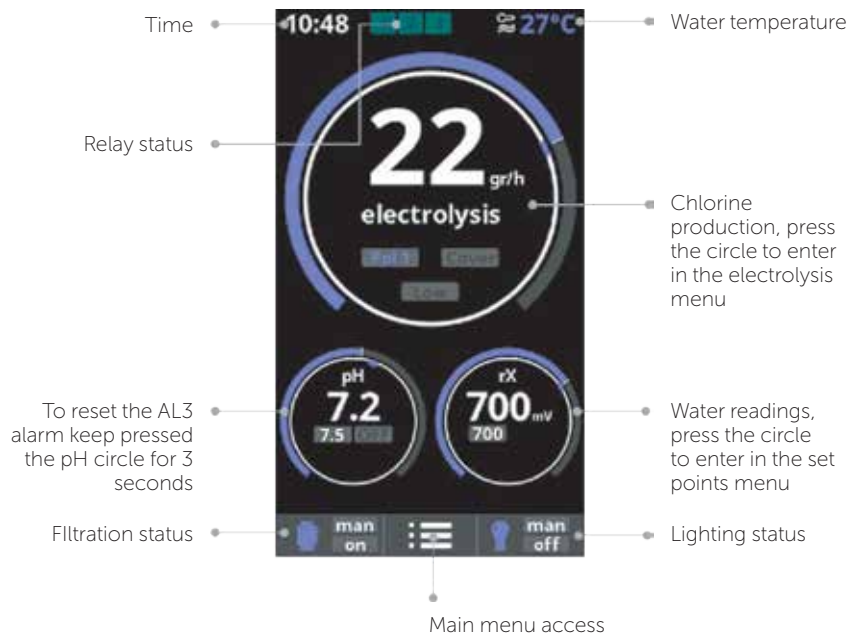 Time
10:48
27°C
Water temperature
Relay status
22 gr/h
electrolysis
Cover
Low
Chlorine
production, press
the circle to enter
in the electrolysis
menu
To reset the AL3
alarm keep pressed
the pH circle for 3
seconds
pH
7.2
7.5
rX
700 mV
700
Water readings,
press the circle
to enter in the set
points menu
FIltration status
man
on
man
off
Lighting status
Main menu access